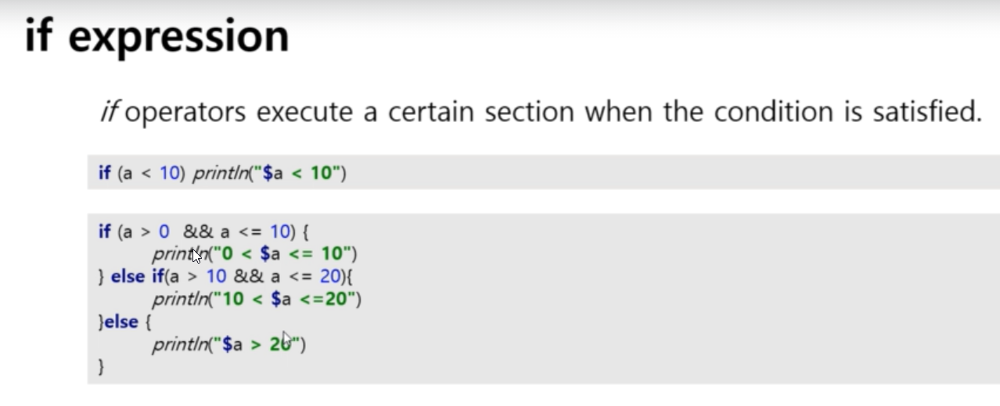 if expression
if operators execute a certain section when the condition is satisfied.
if (a < 10) println("$a < 10")
if (a > 0  && a <= 10) {
println("0 < $a <= 10")
} else if(a > 10 && a <= 20){
println("10 < $a <=20")
}else {
println("$a > 20")
}